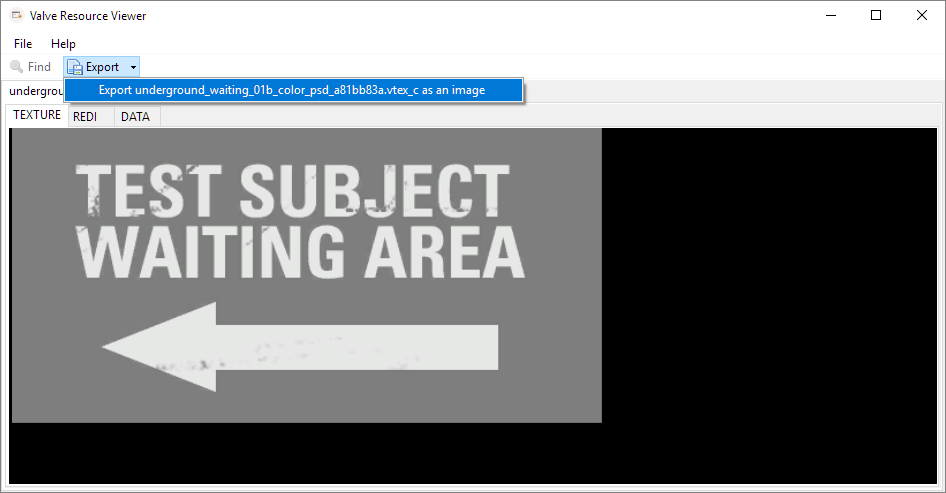 Valve Resource Viewer
File Help
Find Export
undergrou
Export underground_waiting_01b_color_psd_a81bb83a.vtex_c as an image
TEXTURE REDI DATA
TEST SUBJECT
WAITING AREA